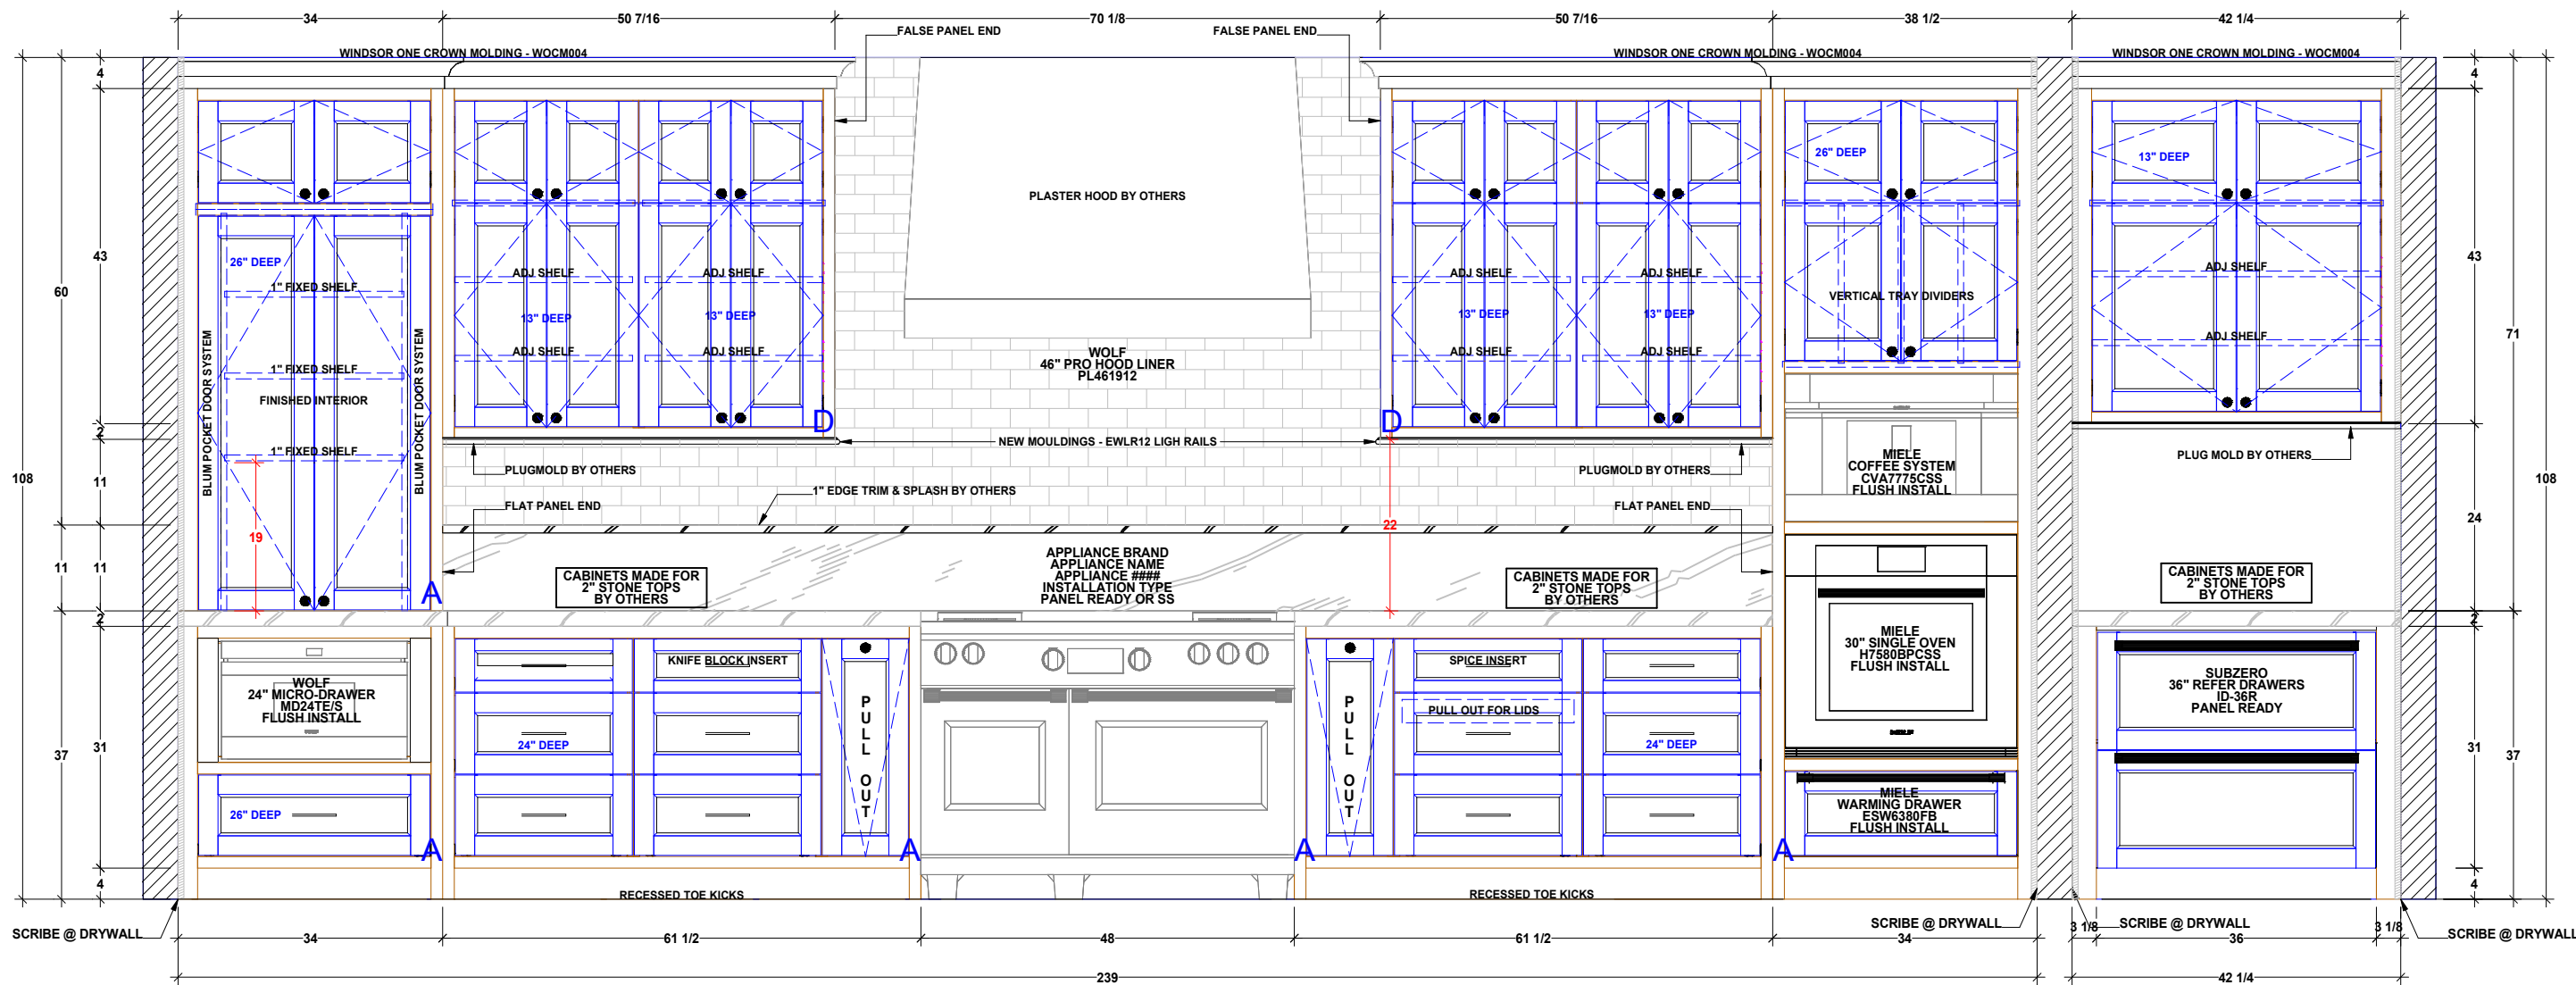 34
50 7/16
70 1/8
50 7/16
38 1/2
42 1/4
FALSE PANEL END
FALSE PANEL END
WINDSOR ONE CROWN MOLDING - WOCM004
WINDSOR ONE CROWN MOLDING - WOCM004
WINDSOR ONE CROWN MOLDING - WOCM004
4
43
2
11
11
2
31
4
60
11
37
108
4
43
24
2
31
4
71
37
108
26" DEEP
1" FIXED SHELF
1" FIXED SHELF
FINISHED INTERIOR
1" FIXED SHELF
BLUM POCKET DOOR SYSTEM
BLUM POCKET DOOR SYSTEM
19
A
ADJ SHELF
ADJ SHELF
13" DEEP
13" DEEP
ADJ SHELF
ADJ SHELF
D
PLASTER HOOD BY OTHERS
WOLF
46" PRO HOOD LINER
PL461912
ADJ SHELF
ADJ SHELF
13" DEEP
13" DEEP
ADJ SHELF
ADJ SHELF
D
26" DEEP
VERTICAL TRAY DIVIDERS
13" DEEP
ADJ SHELF
ADJ SHELF
NEW MOULDINGS - EWLR12 LIGH RAILS
PLUGMOLD BY OTHERS
PLUGMOLD BY OTHERS
PLUG MOLD BY OTHERS
1" EDGE TRIM & SPLASH BY OTHERS
FLAT PANEL END
FLAT PANEL END
22
MIELE
COFFEE SYSTEM
CVA7775CSS
FLUSH INSTALL
CABINETS MADE FOR
2" STONE TOPS
BY OTHERS
APPLIANCE BRAND
APPLIANCE NAME
APPLIANCE ####
INSTALLATION TYPE
PANEL READY OR SS
CABINETS MADE FOR
2" STONE TOPS
BY OTHERS
CABINETS MADE FOR
2" STONE TOPS
BY OTHERS
WOLF
24" MICRO-DRAWER
MD24TE/S
FLUSH INSTALL
26" DEEP
A
KNIFE BLOCK INSERT
24" DEEP
PULL OUT
A
A
PULL OUT
SPICE INSERT
PULL OUT FOR LIDS
24" DEEP
A
MIELE
30" SINGLE OVEN
H7580BPCSS
FLUSH INSTALL
MIELE
WARMING DRAWER
ESW6380FB
FLUSH INSTALL
SUBZERO
36" REFER DRAWERS
ID-36R
PANEL READY
RECESSED TOE KICKS
RECESSED TOE KICKS
SCRIBE @ DRYWALL
SCRIBE @ DRYWALL
SCRIBE @ DRYWALL
SCRIBE @ DRYWALL
34
61 1/2
48
61 1/2
34
3 1/8
36
3 1/8
239
42 1/4